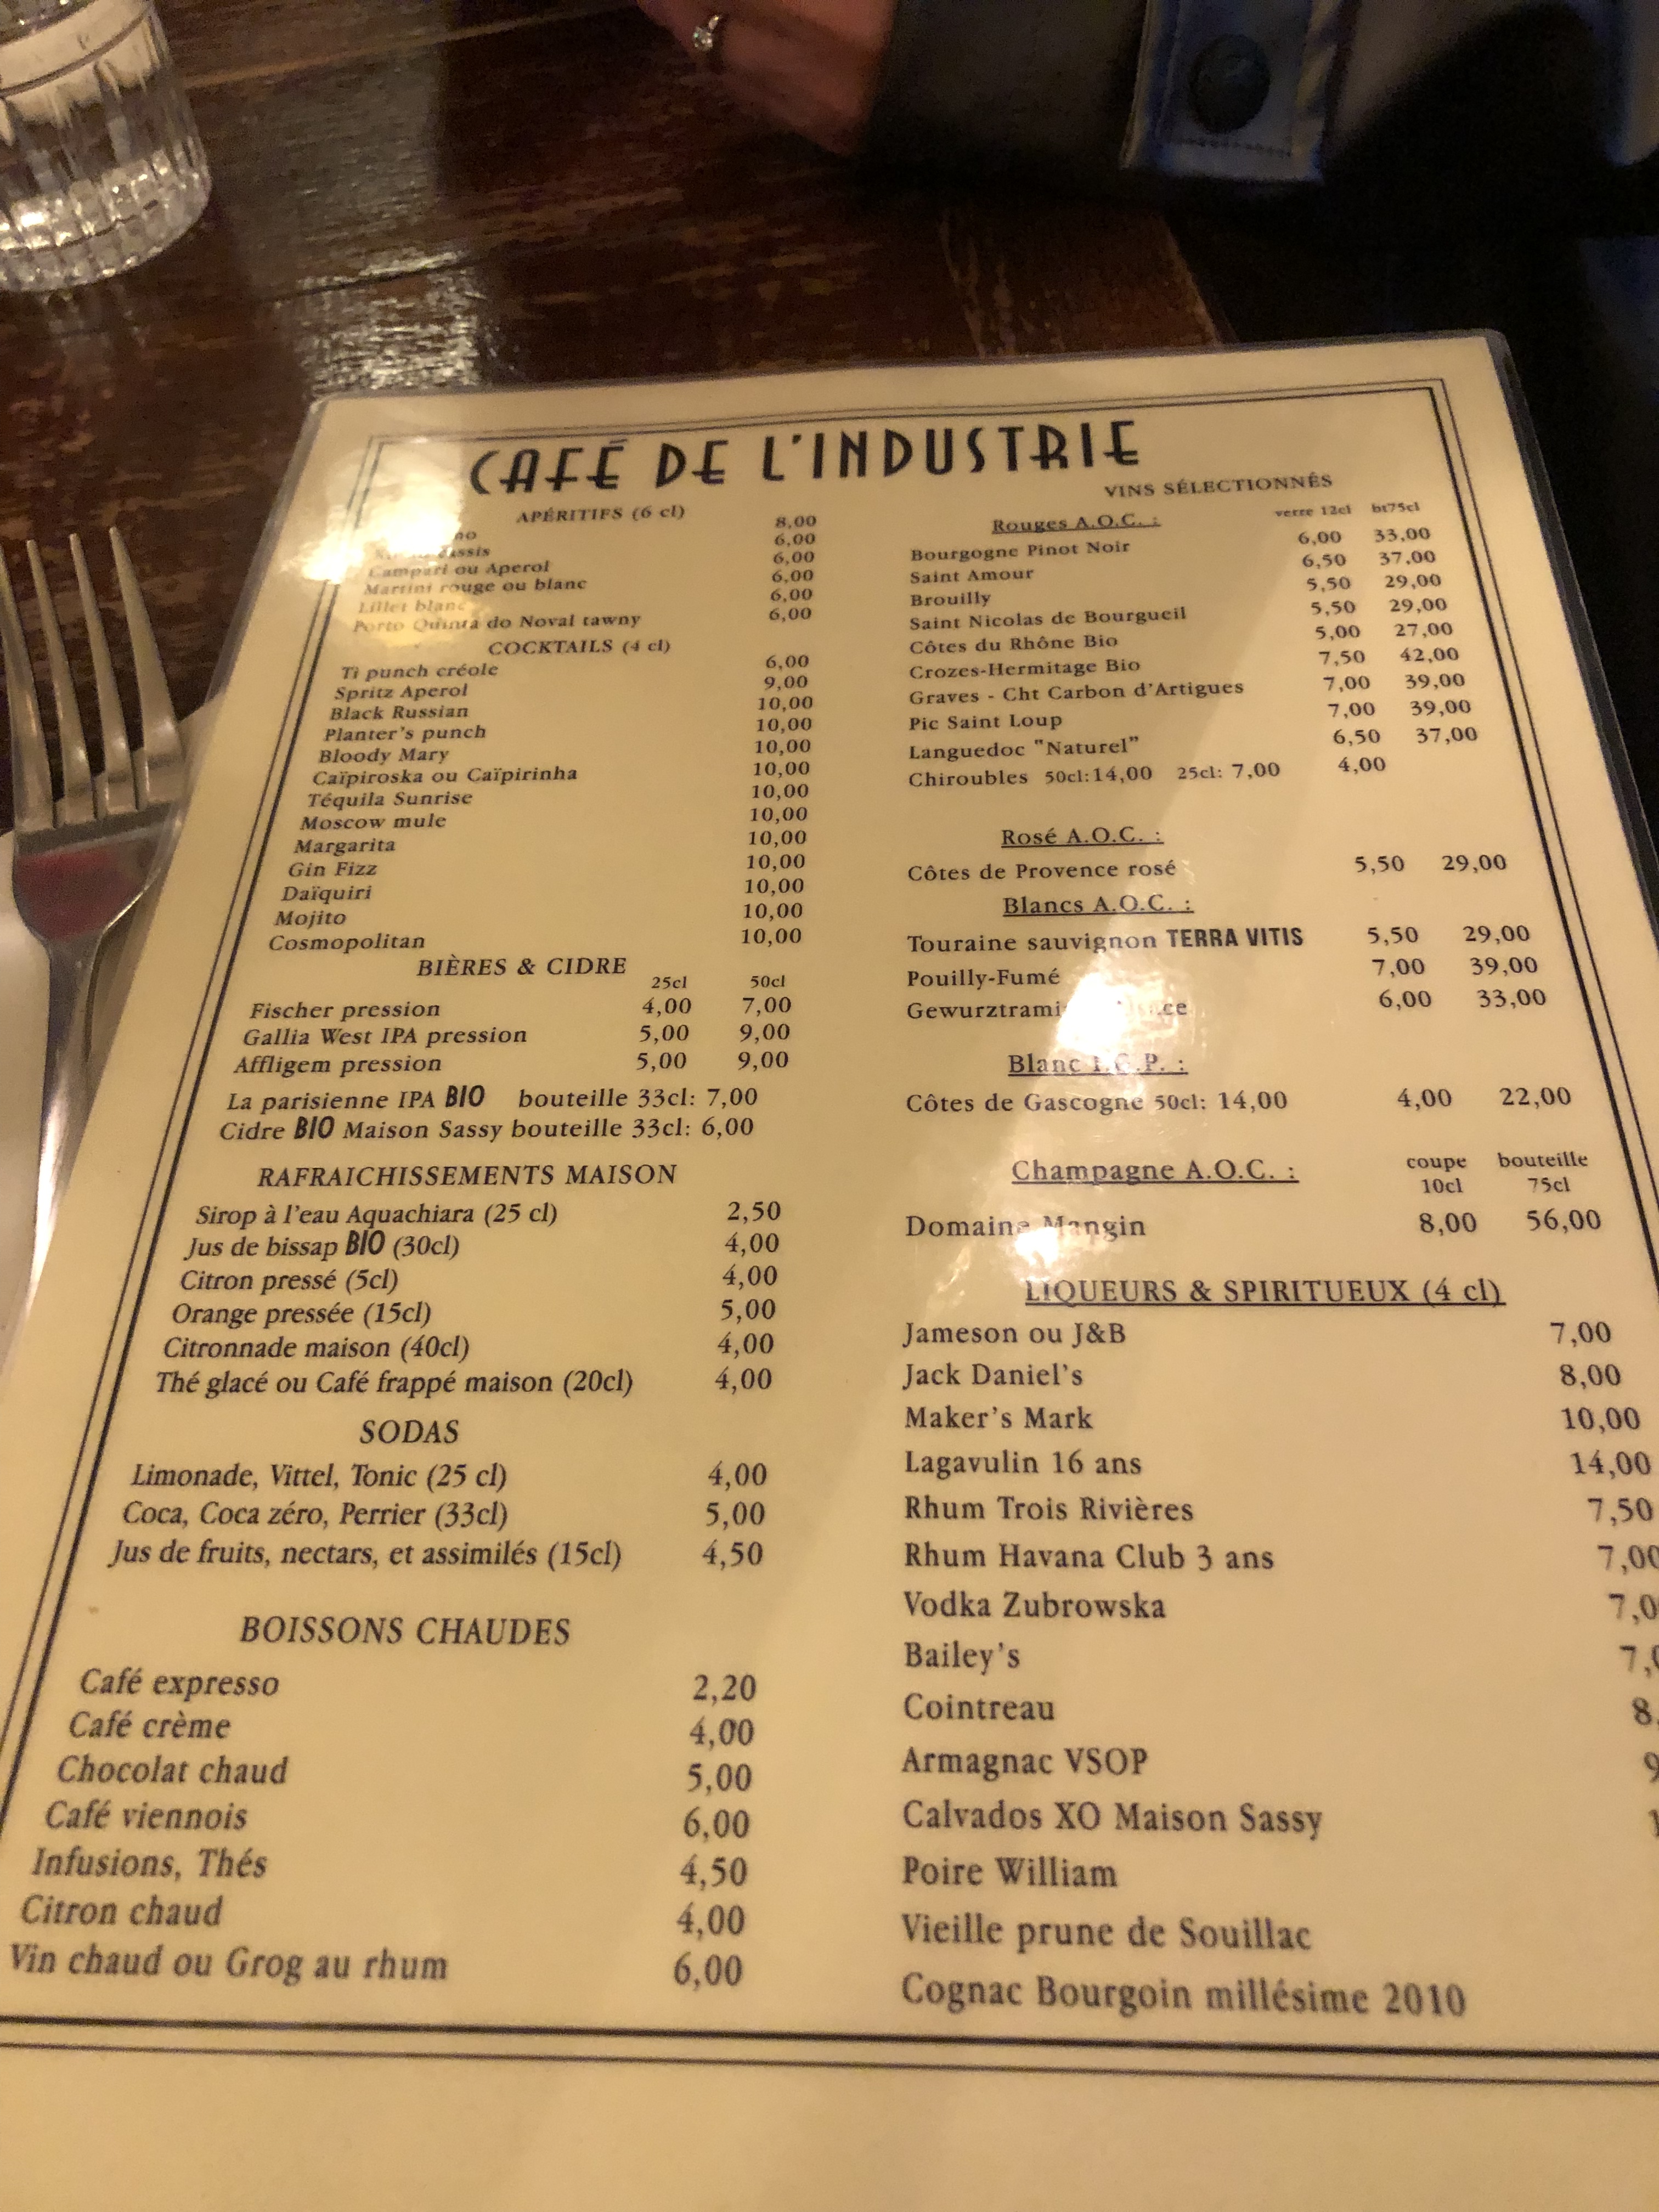 CAFÉ DE L'INDUSTRIE
APÉRITIFS (6 cl)
8,00
6,00
Campari ou Aperol 6,00
Martini rouge ou blanc 6,00
Lillet blanc 6,00
Porto Quinta do Noval tawny 6,00
COCKTAILS (4 cl)
Ti punch créole 6,00
Spritz Aperol 9,00
Black Russian 10,00
Planter's punch 10,00
Bloody Mary 10,00
Caïpiroska ou Caïpirinha 10,00
Téquila Sunrise 10,00
Moscow mule 10,00
Margarita 10,00
Gin Fizz 10,00
Daïquiri 10,00
Mojito 10,00
Cosmopolitan 10,00
BIÈRES & CIDRE
25cl 50cl
Fischer pression 4,00 7,00
Gallia West IPA pression 5,00 9,00
Affligem pression 5,00 9,00
La parisienne IPA BIO bouteille 33cl: 7,00
Cidre BIO Maison Sassy bouteille 33cl: 6,00
RAFRAICHISSEMENTS MAISON
Sirop à l'eau Aquachiara (25 cl) 2,50
Jus de bissap BIO (30cl) 4,00
Citron pressé (5cl) 4,00
Orange pressée (15cl) 5,00
Citronnade maison (40cl) 4,00
Thé glacé ou Café frappé maison (20cl) 4,00
SODAS
Limonade, Vittel, Tonic (25 cl) 4,00
Coca, Coca zéro, Perrier (33cl) 5,00
Jus de fruits, nectars, et assimilés (15cl) 4,50
BOISSONS CHAUDES
Café expresso 2,20
Café crème 4,00
Chocolat chaud 5,00
Café viennois 6,00
Infusions, Thés 4,50
Citron chaud 4,00
Vin chaud ou Grog au rhum 6,00
VINS SÉLECTIONNÉS
Rouges A.O.C. : verre 12cl bt75cl
Bourgogne Pinot Noir 6,00 33,00
Saint Amour 6,50 37,00
Brouilly 5,50 29,00
Saint Nicolas de Bourgueil 5,50 29,00
Côtes du Rhône Bio 5,00 27,00
Crozes-Hermitage Bio 7,50 42,00
Graves - Cht Carbon d'Artigues 7,00 39,00
Pic Saint Loup 7,00 39,00
Languedoc "Naturel" 6,50 37,00
Chiroubles 50cl:14,00 25cl: 7,00 4,00
Rosé A.O.C. :
Côtes de Provence rosé 5,50 29,00
Blancs A.O.C. :
Touraine sauvignon TERRA VITIS 5,50 29,00
Pouilly-Fumé 7,00 39,00
6,00 33,00
Blanc I.G.P. :
Côtes de Gascogne 50cl: 14,00 4,00 22,00
Champagne A.O.C. : coupe bouteille
10cl 75cl
Domaine Mangin 8,00 56,00
LIQUEURS & SPIRITUEUX (4 cl)
Jameson ou J&B 7,00
Jack Daniel's 8,00
Maker's Mark 10,00
Lagavulin 16 ans 14,00
Rhum Trois Rivières 7,50
Rhum Havana Club 3 ans 7,00
Vodka Zubrowska
Bailey's
Cointreau
Armagnac VSOP
Calvados XO Maison Sassy
Poire William
Vieille prune de Souillac
Cognac Bourgoin millésime 2010